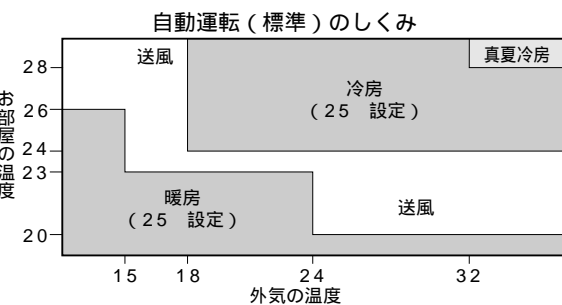 自動運転(標準)のしくみ
送風
真夏冷房
冷房
(25 設定)
28
26
24
23
20
お部屋の温度
暖房
(25 設定)
送風
15 18 24 32
外気の温度